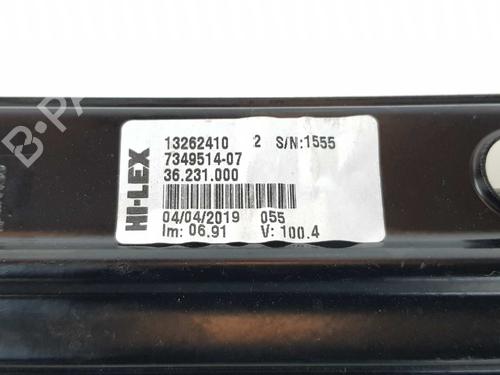 HI-LEX
13262410 2 S/N:1555
7349514-07
36.231.000
04/04/2019 055
Im: 06.91 V: 100.4
B-PA